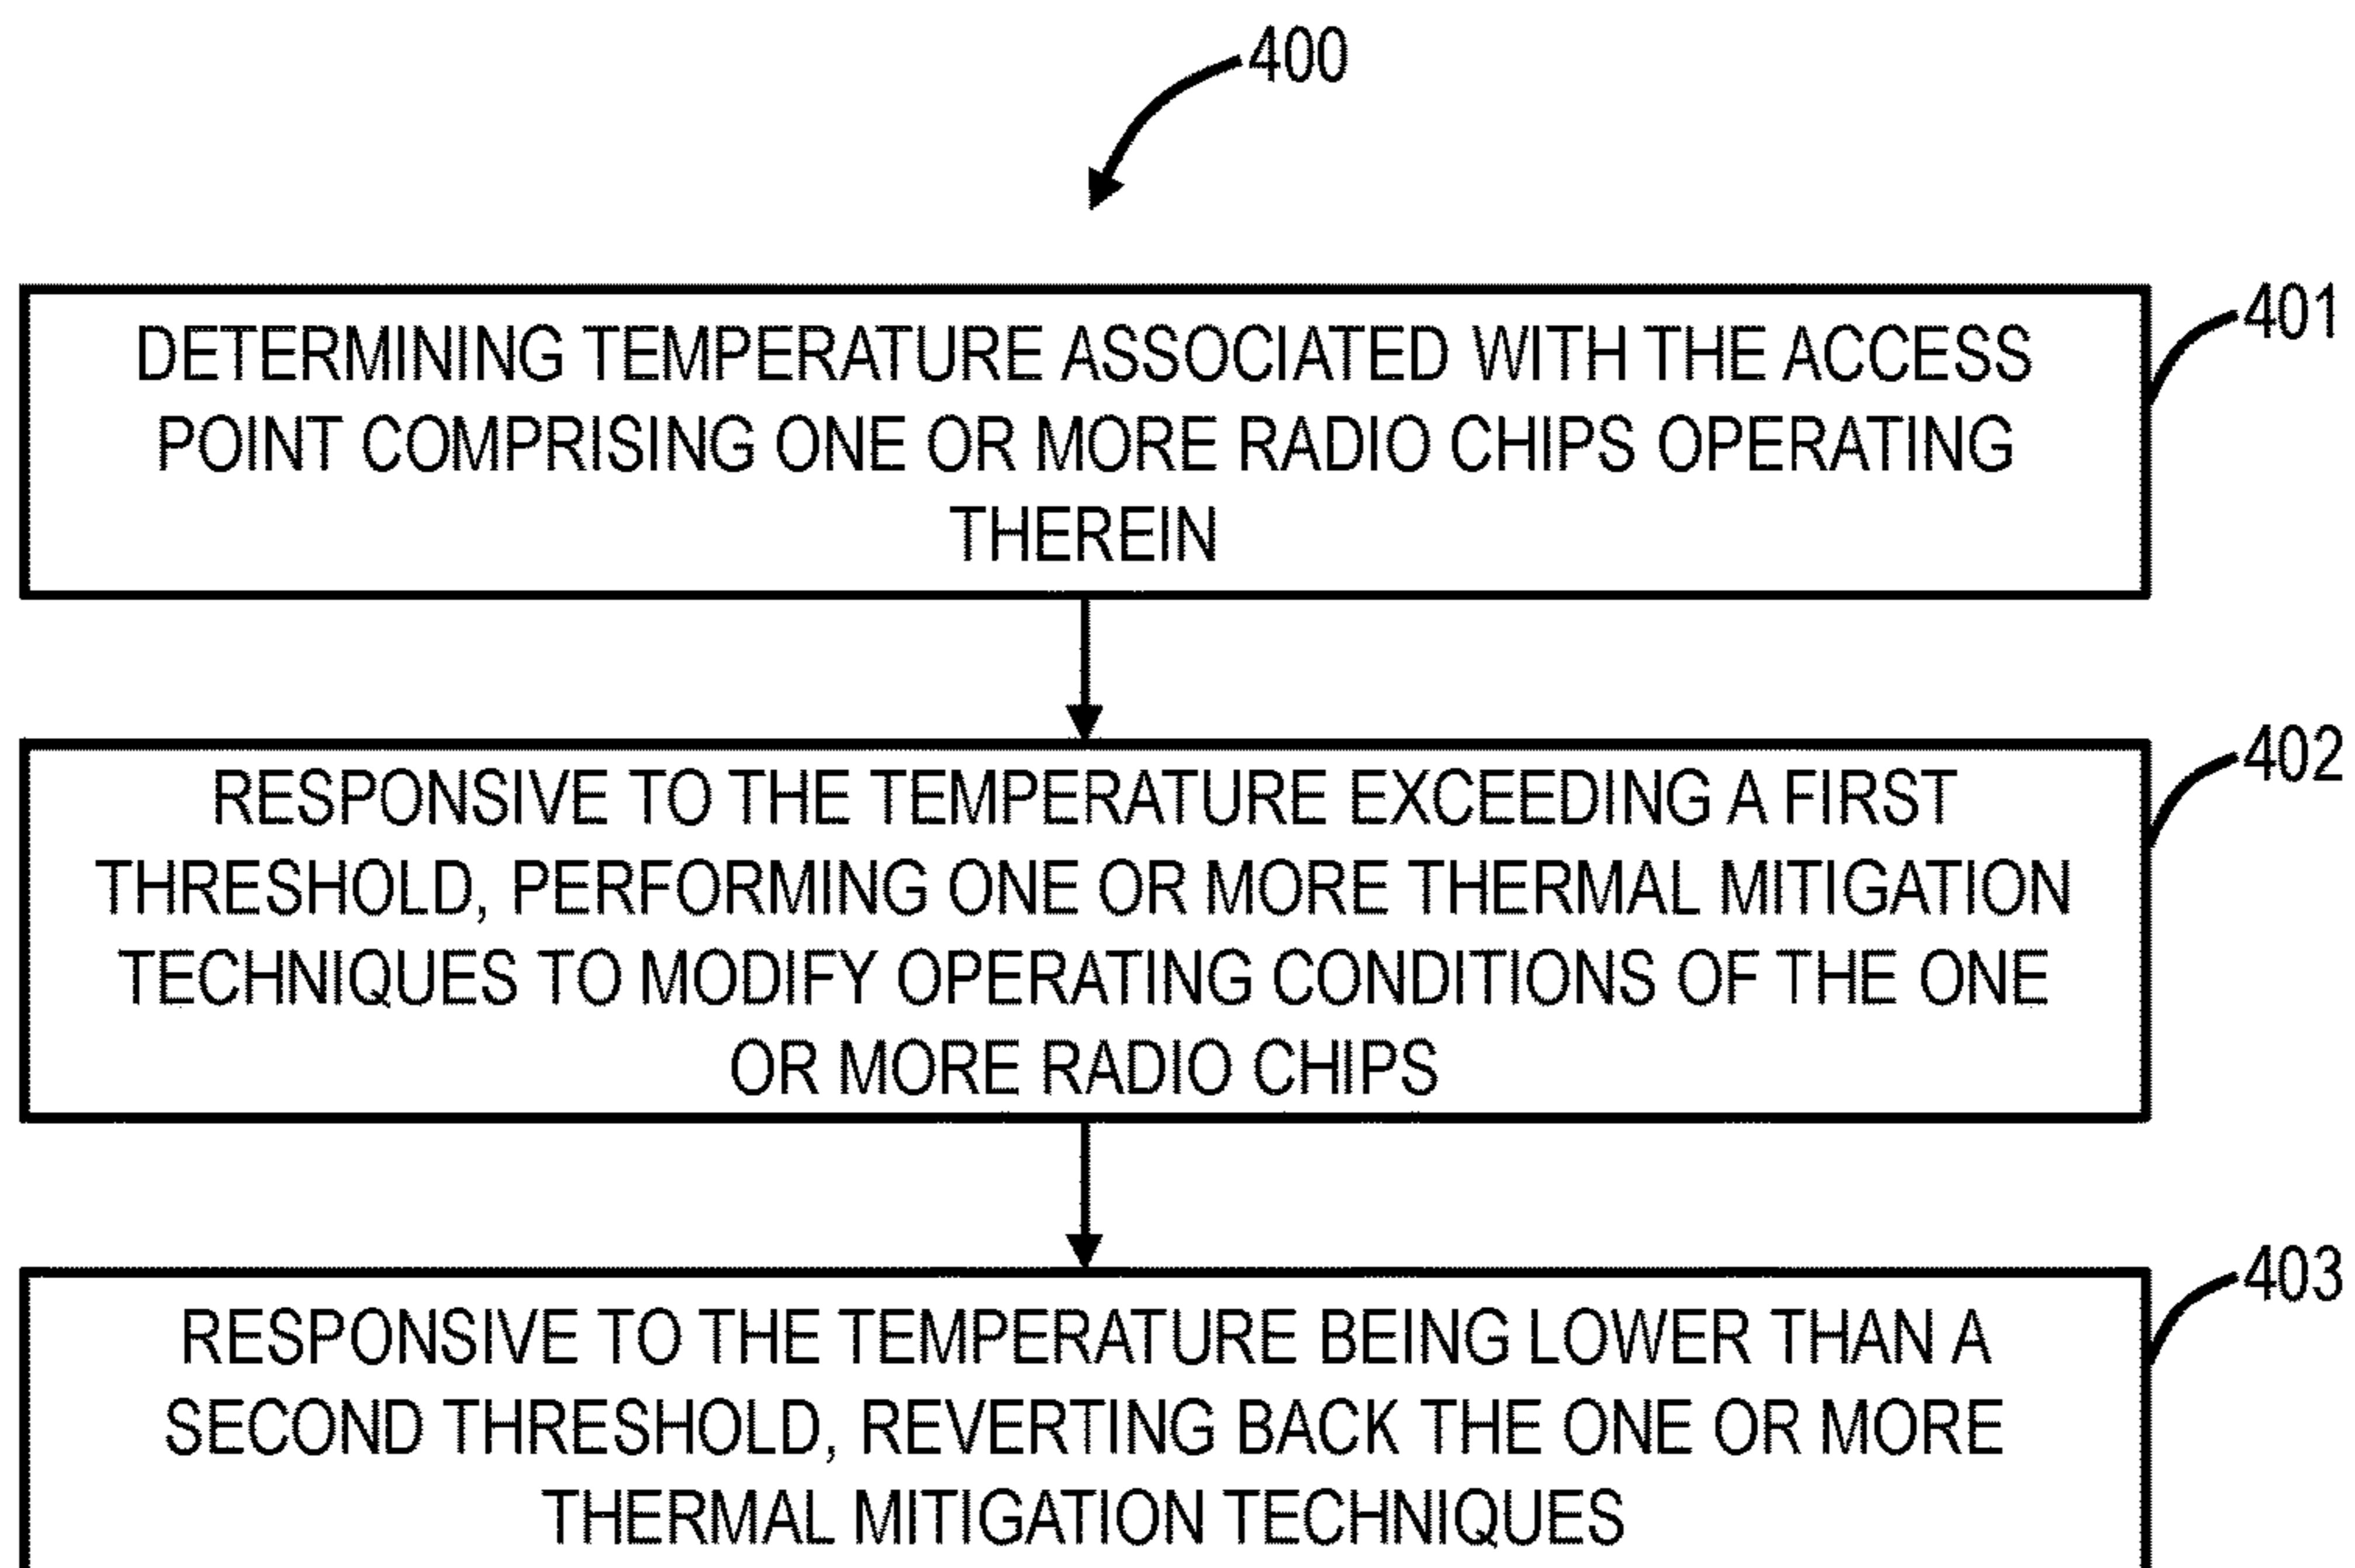 400
401
DETERMINING TEMPERATURE ASSOCIATED WITH THE ACCESS
POINT COMPRISING ONE OR MORE RADIO CHIPS OPERATING
THEREIN
402
RESPONSIVE TO THE TEMPERATURE EXCEEDING A FIRST
THRESHOLD, PERFORMING ONE OR MORE THERMAL MITIGATION
TECHNIQUES TO MODIFY OPERATING CONDITIONS OF THE ONE
OR MORE RADIO CHIPS
403
RESPONSIVE TO THE TEMPERATURE BEING LOWER THAN A
SECOND THRESHOLD, REVERTING BACK THE ONE OR MORE
THERMAL MITIGATION TECHNIQUES